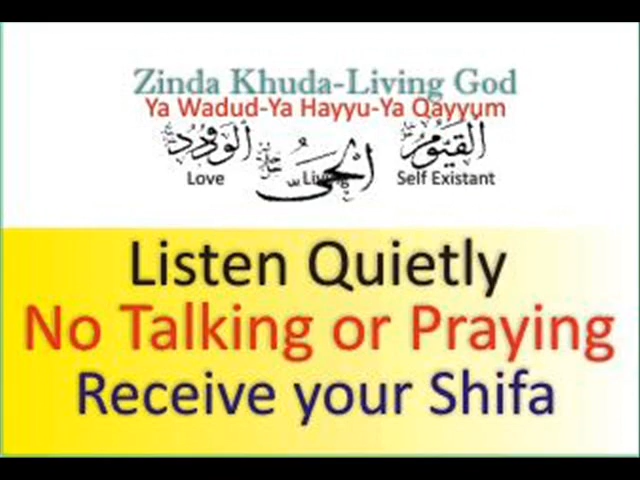 Zinda Khuda-Living God
Ya Wadud-Ya Hayyu-Ya Qayyum
الودود الحي القيوم
Love Living Self Existant
Listen Quietly
No Talking or Praying
Receive your Shifa